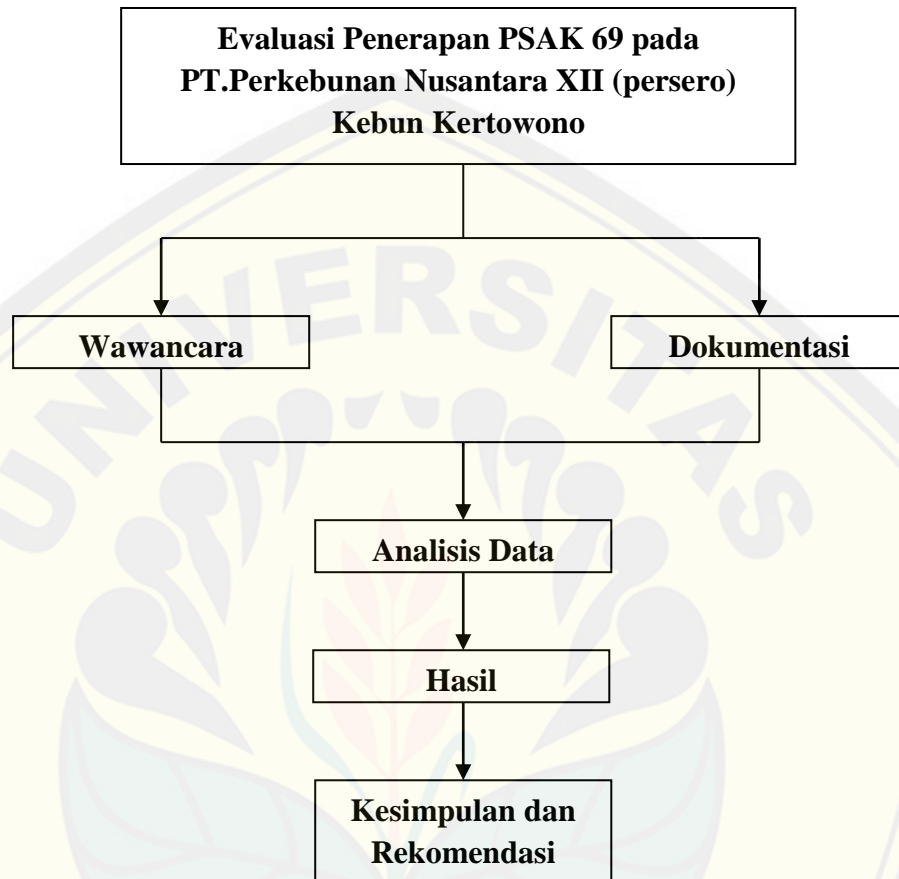 Evaluasi Penerapan PSAK 69 pada
PT.Perkebunan Nusantara XII (persero)
Kebun Kertowono
UNIVERSITAS
Wawancara
Dokumentasi
Analisis Data
Hasil
Kesimpulan dan
Rekomendasi